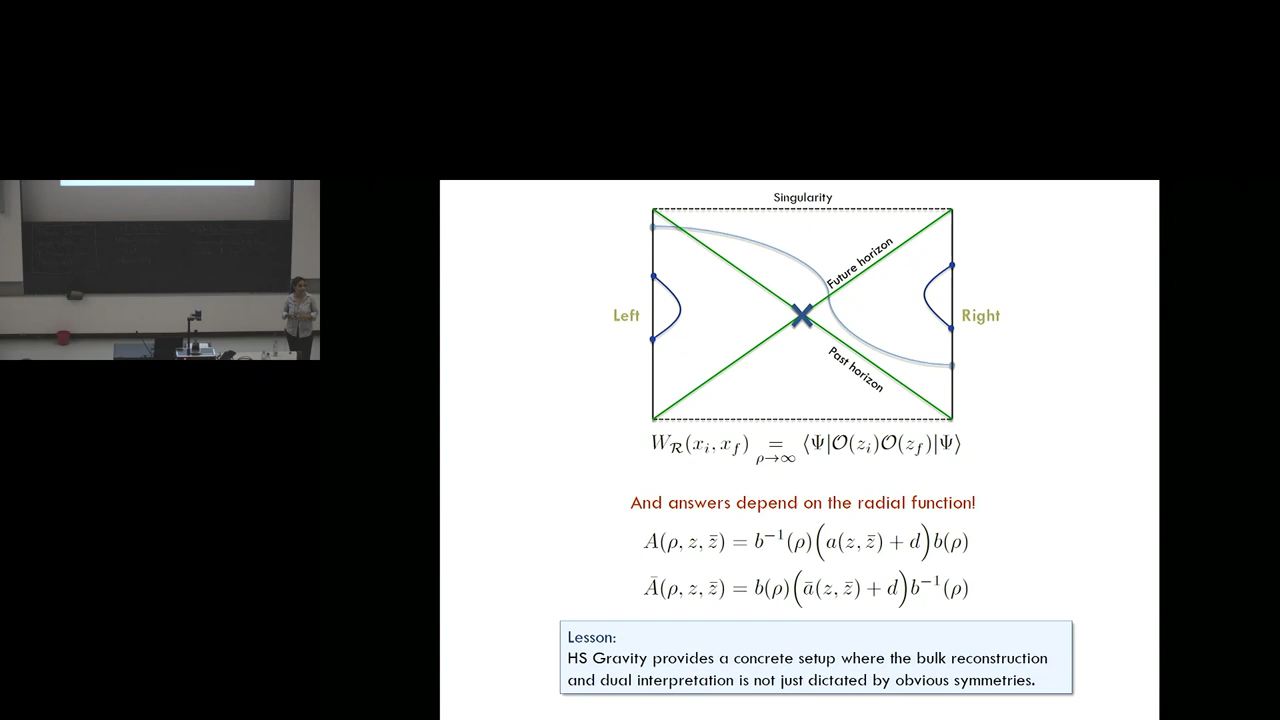 Singularity
Future horizon
Left
Right
Past horizon
W_ℛ(x_i, x_f) =_{ρ→∞} ⟨Ψ|𝒪(z_i)𝒪(z_f)|Ψ⟩
And answers depend on the radial function!
A(ρ, z, z̄) = b⁻¹(ρ)(a(z, z̄) + d)b(ρ)
Ā(ρ, z, z̄) = b(ρ)(ā(z, z̄) + d)b⁻¹(ρ)
Lesson:
HS Gravity provides a concrete setup where the bulk reconstruction
and dual interpretation is not just dictated by obvious symmetries.